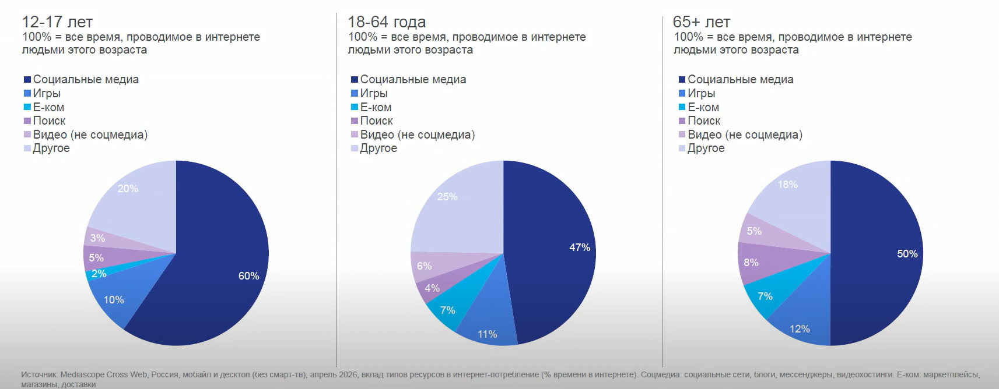 12-17 лет
100% = все время, проводимое в интернете
людьми этого возраста
Социальные медиа
Игры
Е-ком
Поиск
Видео (не соцмедиа)
Другое
20%
3%
5%
2%
10%
60%
18-64 года
100% = все время, проводимое в интернете
людьми этого возраста
Социальные медиа
Игры
Е-ком
Поиск
Видео (не соцмедиа)
Другое
25%
6%
4%
7%
11%
47%
65+ лет
100% = все время, проводимое в интернете
людьми этого возраста
Социальные медиа
Игры
Е-ком
Поиск
Видео (не соцмедиа)
Другое
18%
5%
8%
7%
12%
50%
Источник: Mediascope Cross Web, Россия, мобайл и десктоп (без смарт-тв), апрель 2026, вклад типов ресурсов в интернет-потребление (% времени в интернете). Соцмедиа: социальные сети, блоги, мессенджеры, видеохостинги. Е-ком: маркетплейсы,
магазины, доставки